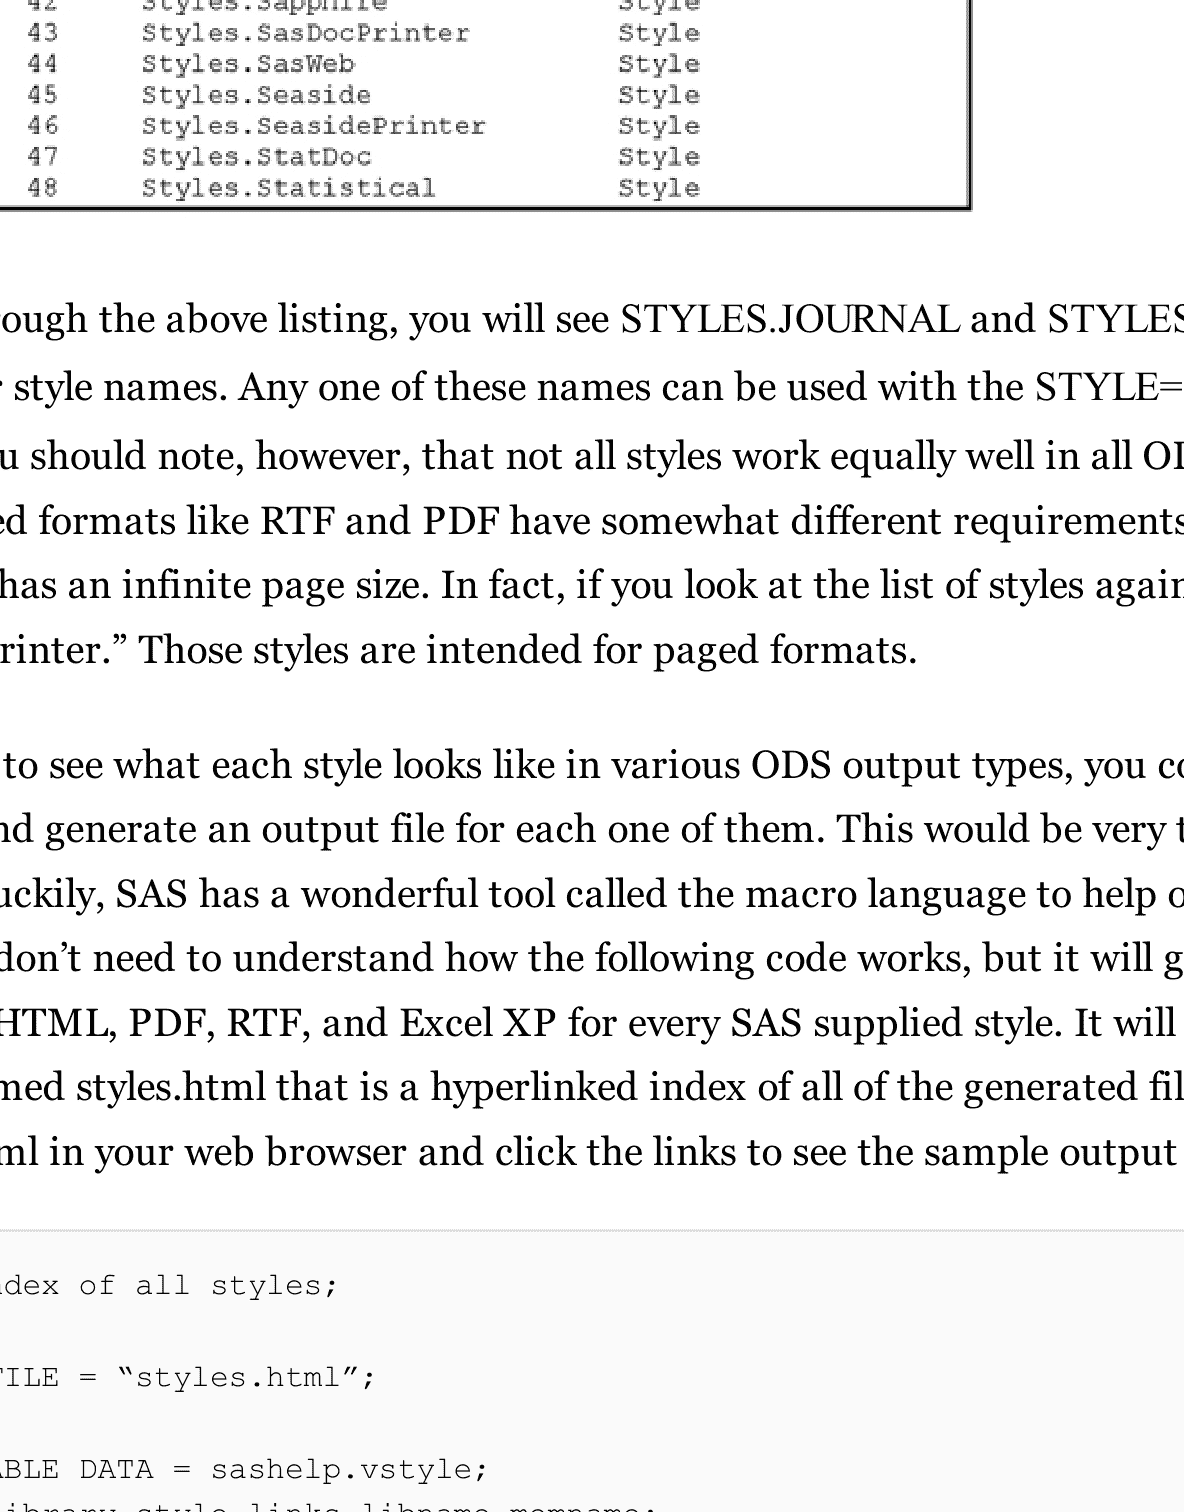 42 Styles.Sapphire Style
43 Styles.SasDocPrinter Style
44 Styles.SasWeb Style
45 Styles.Seaside Style
46 Styles.SeasidePrinter Style
47 Styles.StatDoc Style
48 Styles.Statistical Style
rough the above listing, you will see STYLES.JOURNAL and STYLES
r style names. Any one of these names can be used with the STYLE=
u should note, however, that not all styles work equally well in all
ed formats like RTF and PDF have somewhat different requirements
has an infinite page size. In fact, if you look at the list of styles again
rinter.” Those styles are intended for paged formats.
to see what each style looks like in various ODS output types, you co
nd generate an output file for each one of them. This would be very t
uckily, SAS has a wonderful tool called the macro language to help o
don’t need to understand how the following code works, but it will g
HTML, PDF, RTF, and Excel XP for every SAS supplied style. It will
med styles.html that is a hyperlinked index of all of the generated fil
ml in your web browser and click the links to see the sample output
ndex of all styles;
FILE = “styles.html”;
ABLE DATA = sashelp.vstyle;
library style links libname memname;